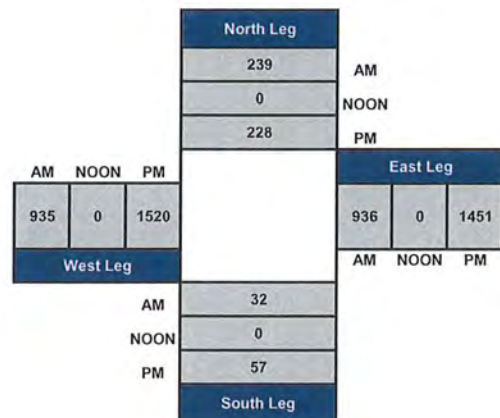 North Leg
239 AM
0 NOON
228 PM
AM NOON PM
East Leg
935 0 1520
936 0 1451
West Leg
AM NOON PM
AM 32
NOON 0
PM 57
South Leg